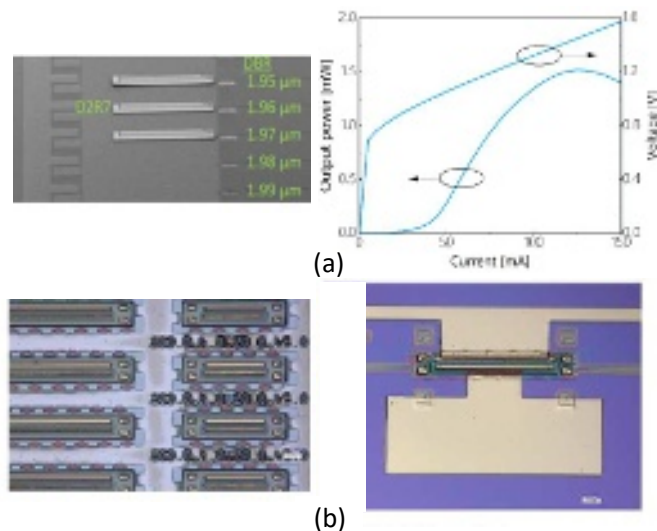 DBR
1.95 µm
O2R7 1.96 µm
1.97 µm
1.98 µm
1.99 µm
Output power [mW]
2.0
1.5
1.0
0.5
0.0
50
100
150
Current [mA]
1.6
1.2
0.8
0.4
0.0
Voltage [V]
(a)
(b)